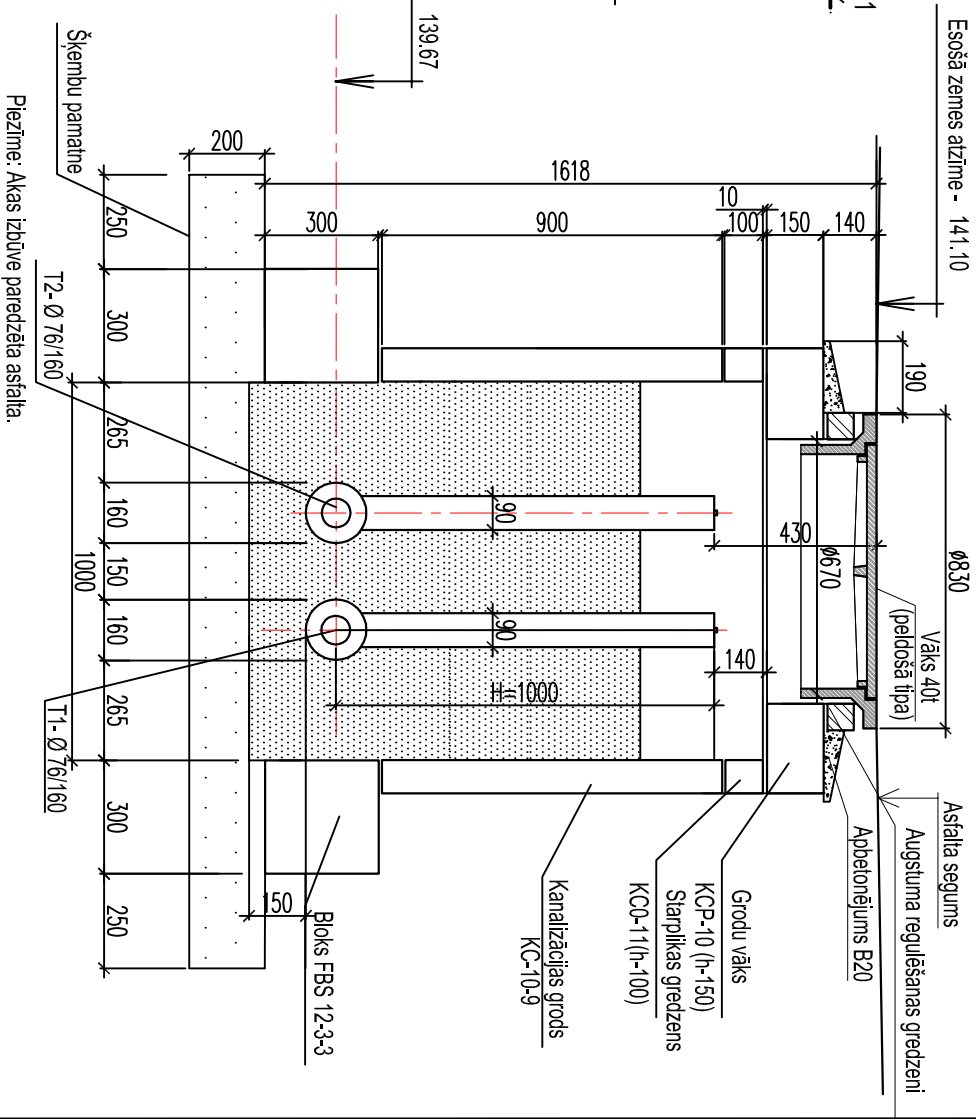 1
Esošā zemes atzīme - 141.10
139.67
Šķembu pamatne
Piezīme: Akas izbūve paredzēta asfalta.
200
1618
10
300
900
100
150
140
190
Ø830
Ø670
430
Vāks 40t
(peldošā tipa)
Asfalta segums
Augstuma regulēšanas gredzeni
Apbetonējums B20
Grodu vāks
KCP-10 (h-150)
Starplikas gredzens
KC0-11(h-100)
Kanalizācijas grods
KC-10-9
Bloks FBS 12-3-3
90
90
140
H=1000
150
T2- Ø 76/160
T1- Ø 76/160
250
300
265
160
150
160
265
300
250
1000